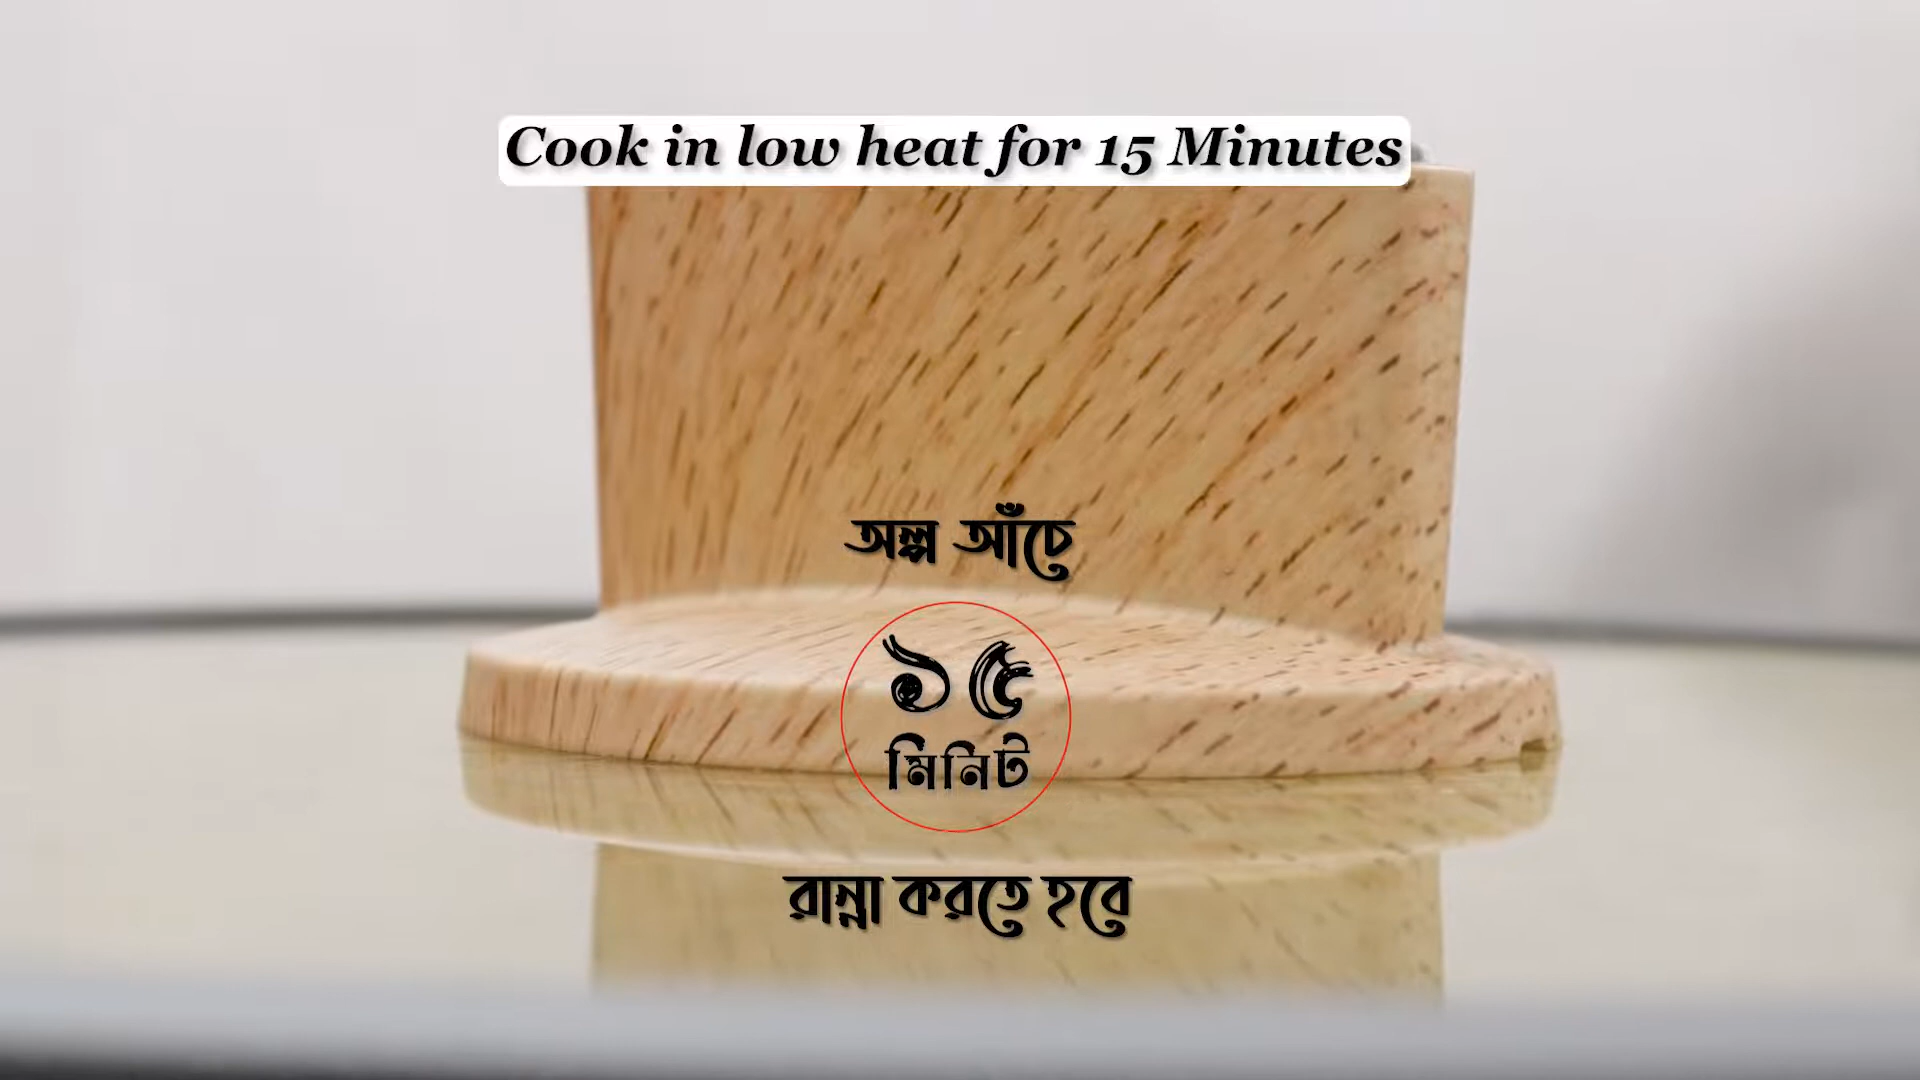 Cook in low heat for 15 Minutes
অল্প আঁচে
১৫
মিনিট
রান্না করতে হবে